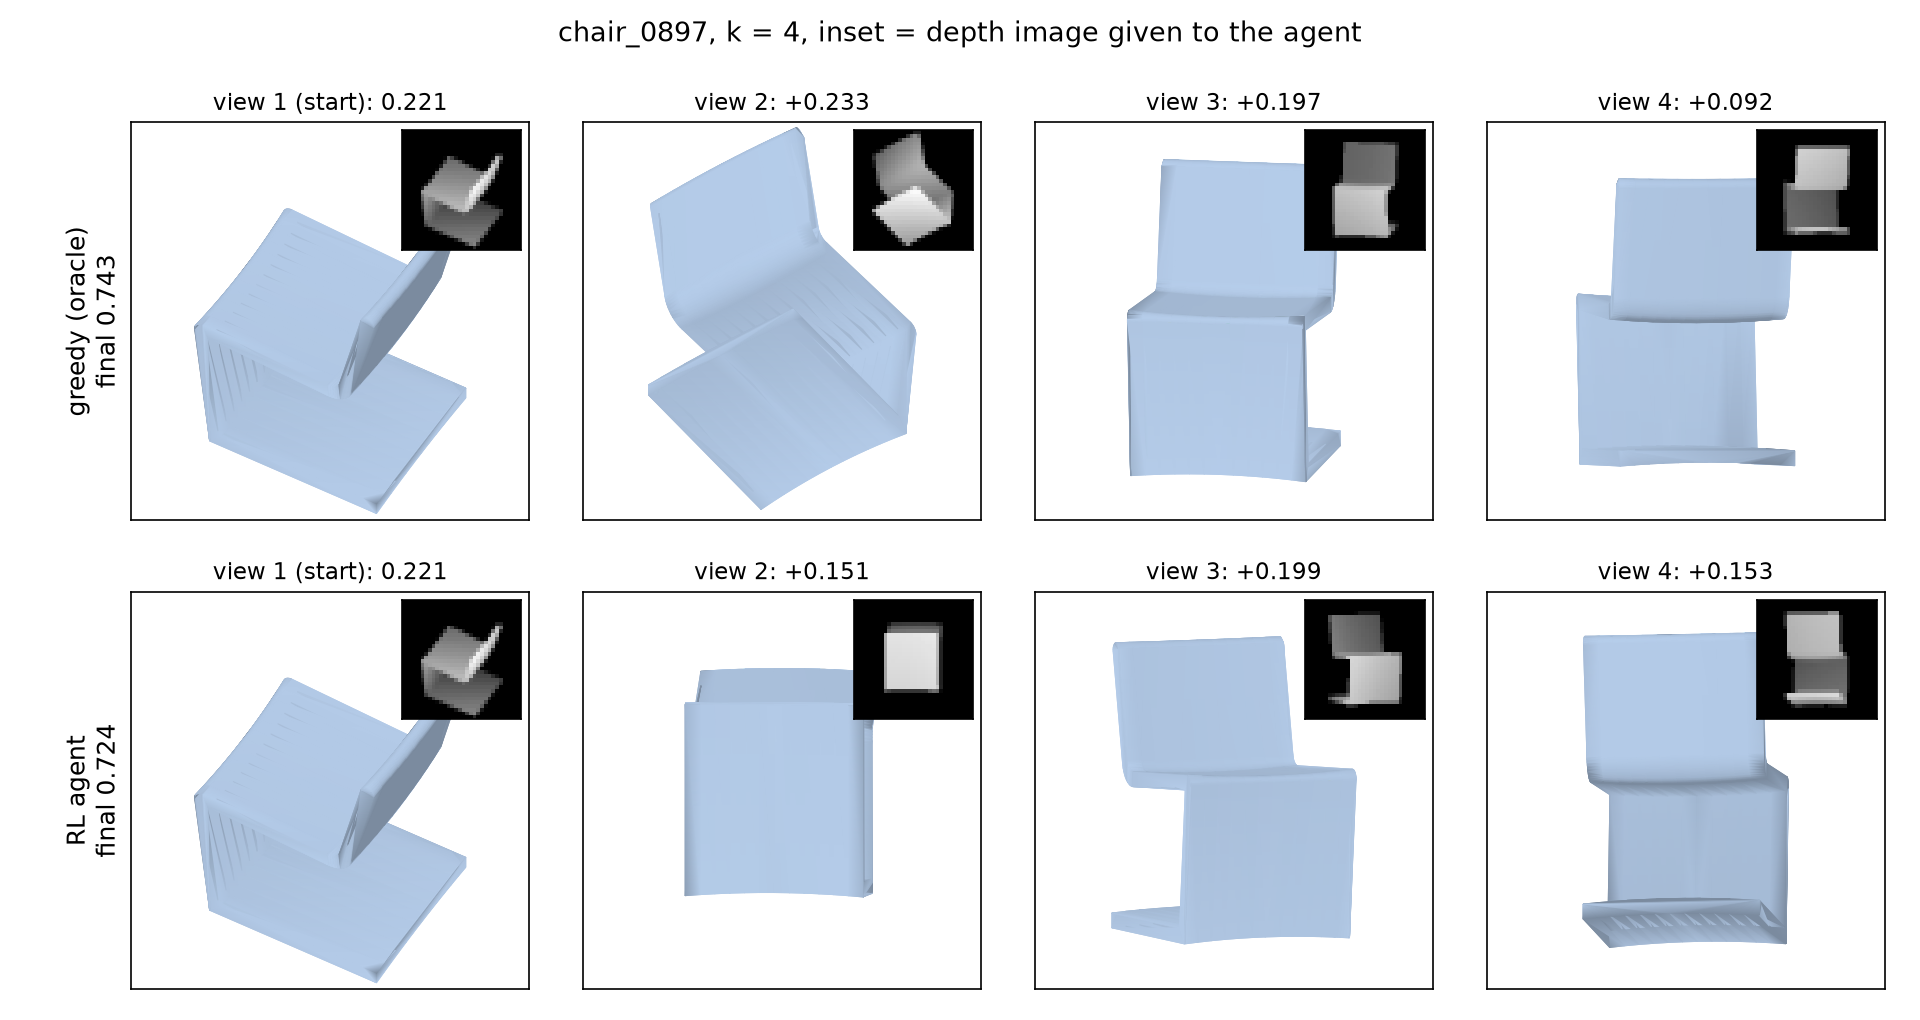 chair_0897, k = 4, inset = depth image given to the agent
view 1 (start): 0.221
view 2: +0.233
view 3: +0.197
view 4: +0.092
greedy (oracle)
final 0.743
view 1 (start): 0.221
view 2: +0.151
view 3: +0.199
view 4: +0.153
RL agent
final 0.724